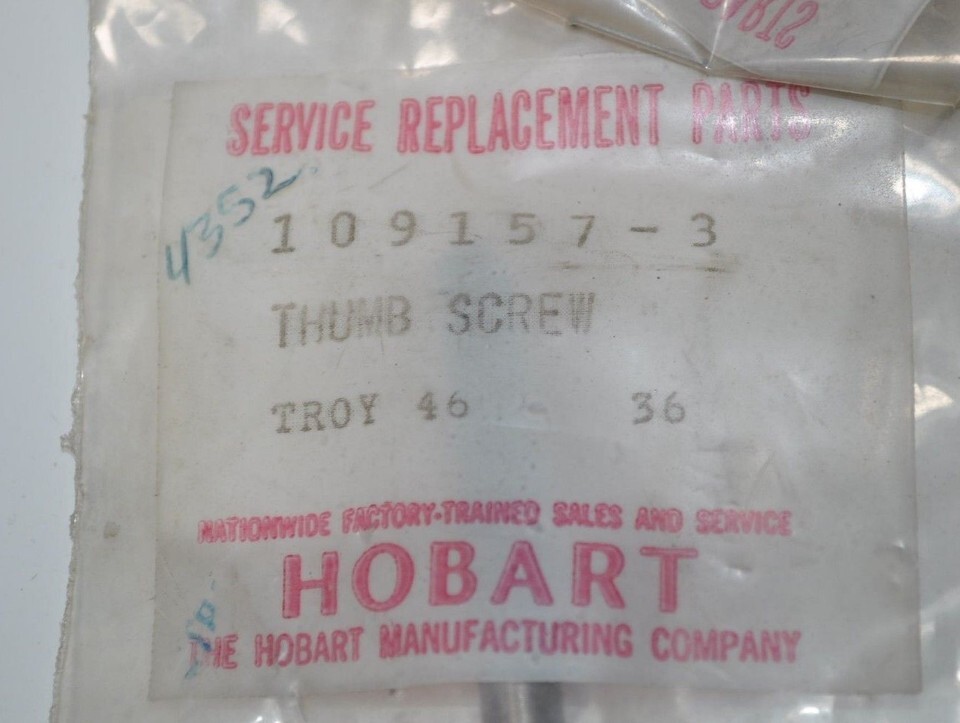 SERVICE REPLACEMENT PARTS
4352
109157-3
THUMB SCREW
TROY 46 36
NATIONWIDE FACTORY-TRAINED SALES AND SERVICE
HOBART
THE HOBART MANUFACTURING COMPANY